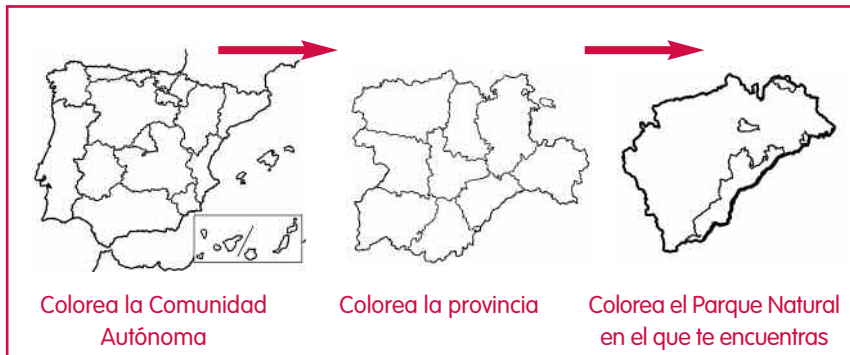 Colorea la Comunidad
Autónoma
Colorea la provincia
Colorea el Parque Natural
en el que te encuentras